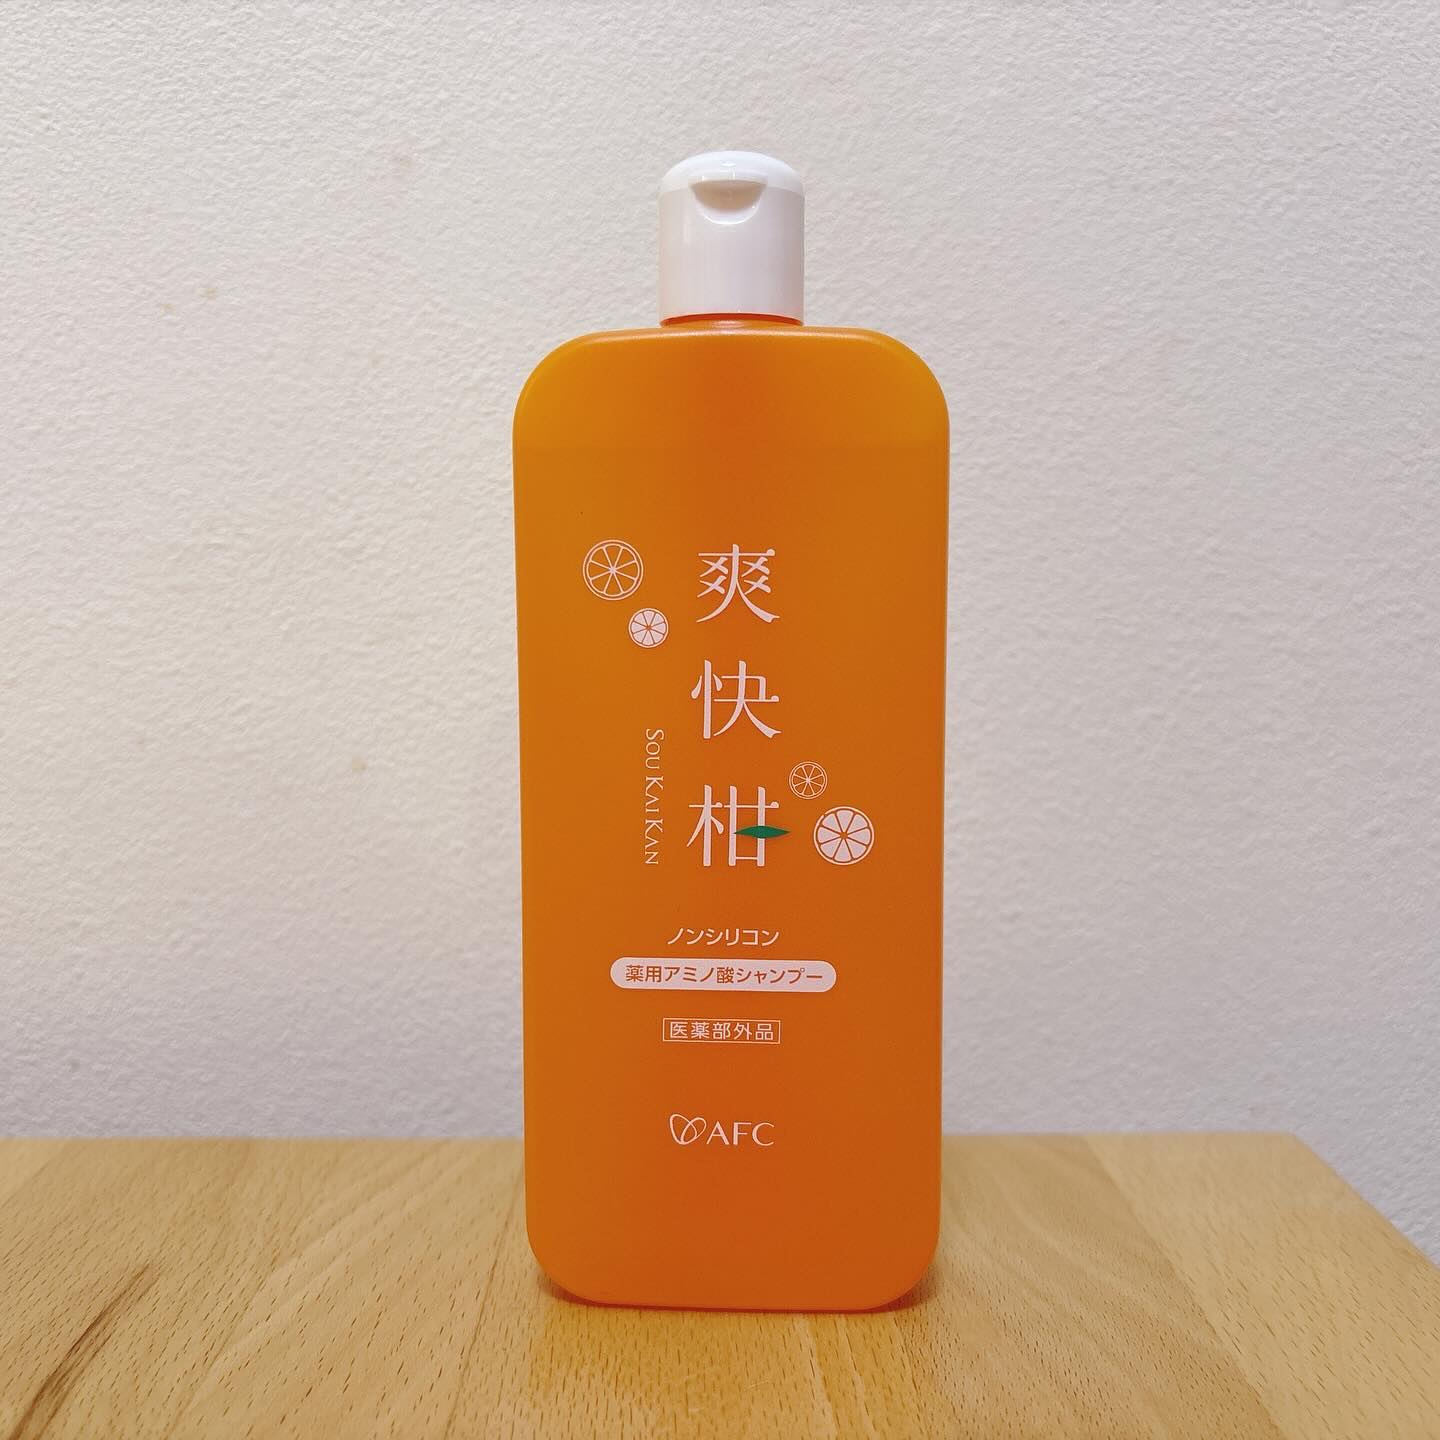 爽快柑
SOU KAI KAN
ノンシリコン
薬用アミノ酸シャンプー
医薬部外品
AFC